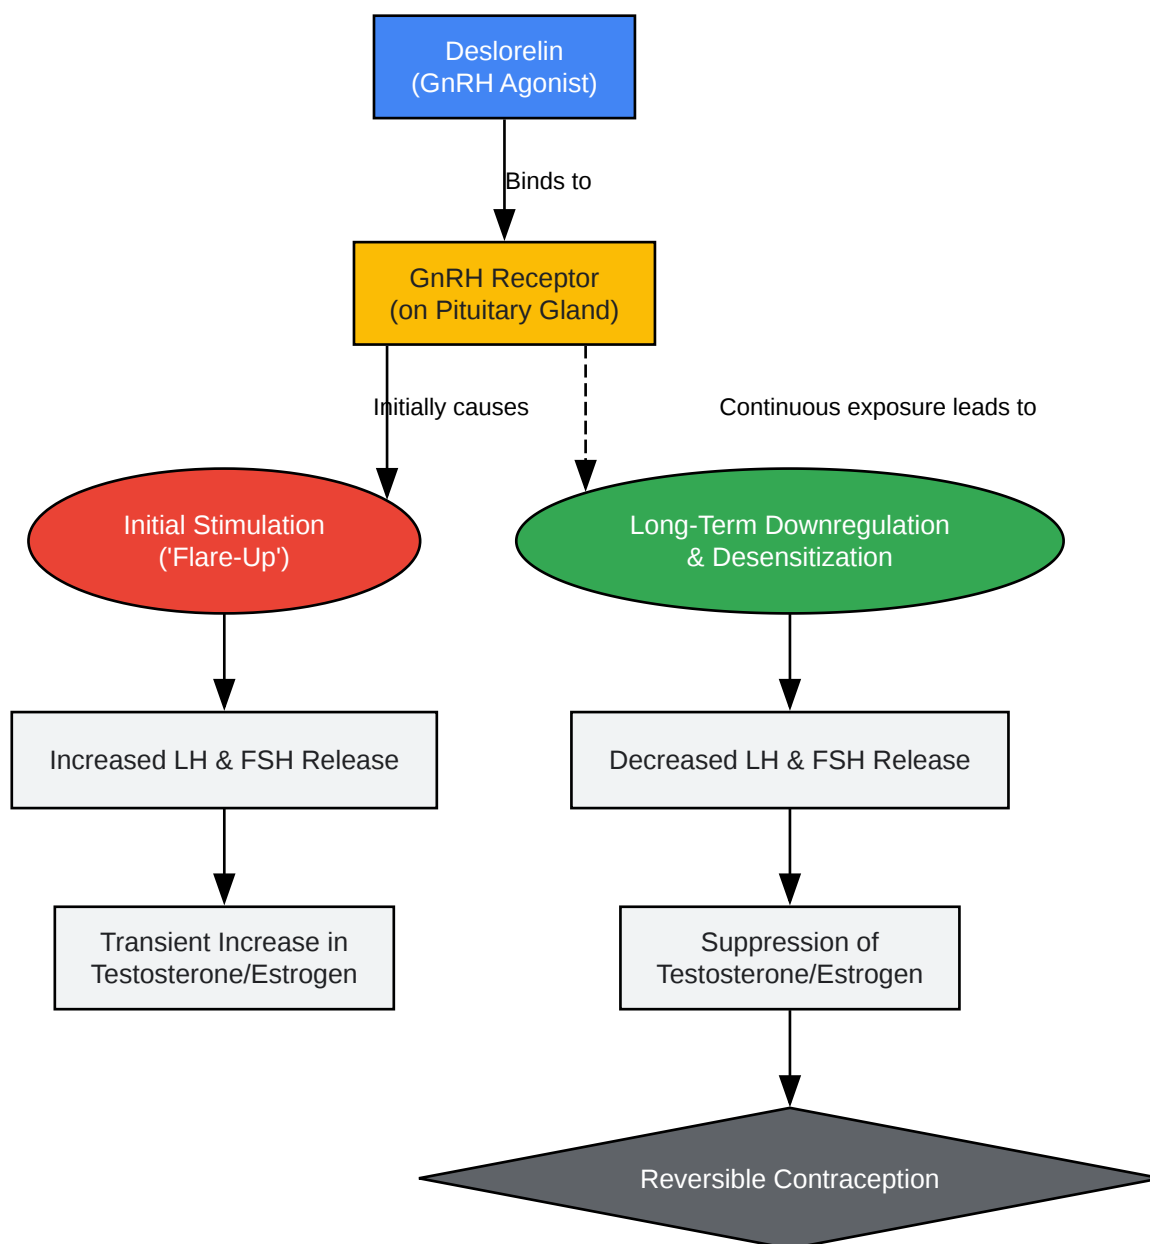 Deslorelin
(GnRH Agonist)
Binds to
GnRH Receptor
(on Pituitary Gland)
Initially causes
Continuous exposure leads to
Initial Stimulation
('Flare-Up')
Long-Term Downregulation
& Desensitization
Increased LH & FSH Release
Decreased LH & FSH Release
Transient Increase in
Testosterone/Estrogen
Suppression of
Testosterone/Estrogen
Reversible Contraception